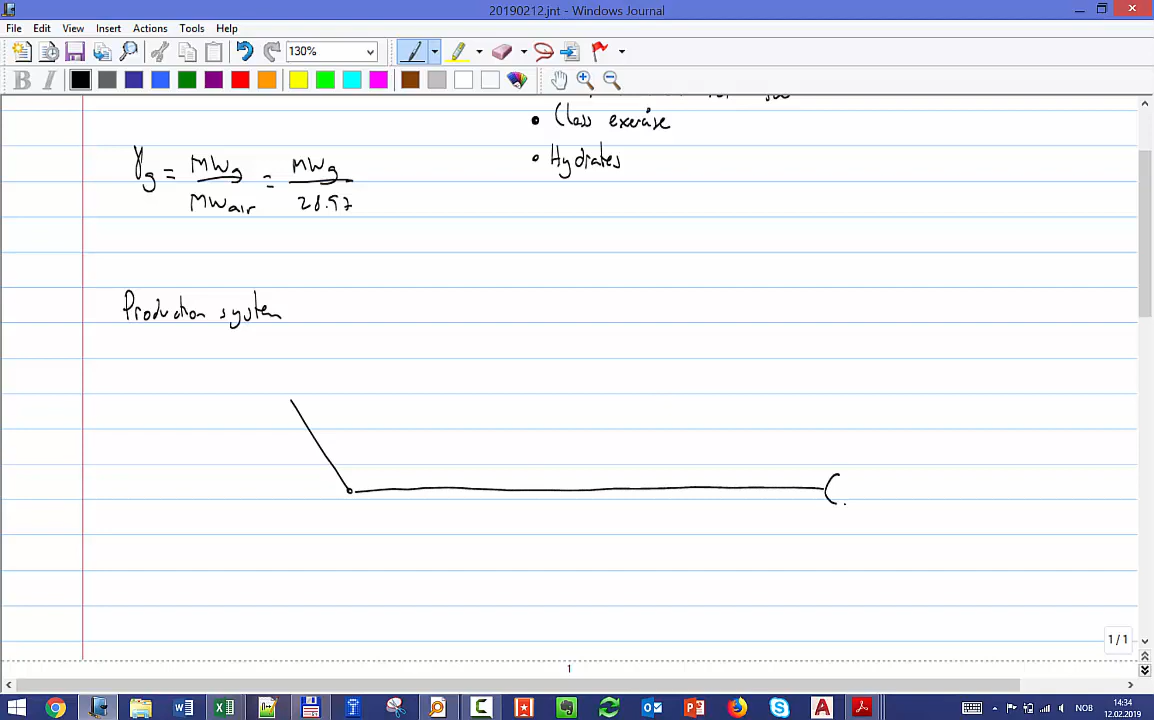 20190212.jnt - Windows Journal
File Edit View Insert Actions Tools Help
130%
B I
• Class exercise
• Hydrates
γg = MWg / MWair = MWg / 28.97
Production system
1 / 1
1
NOB
14:34
12.02.2019